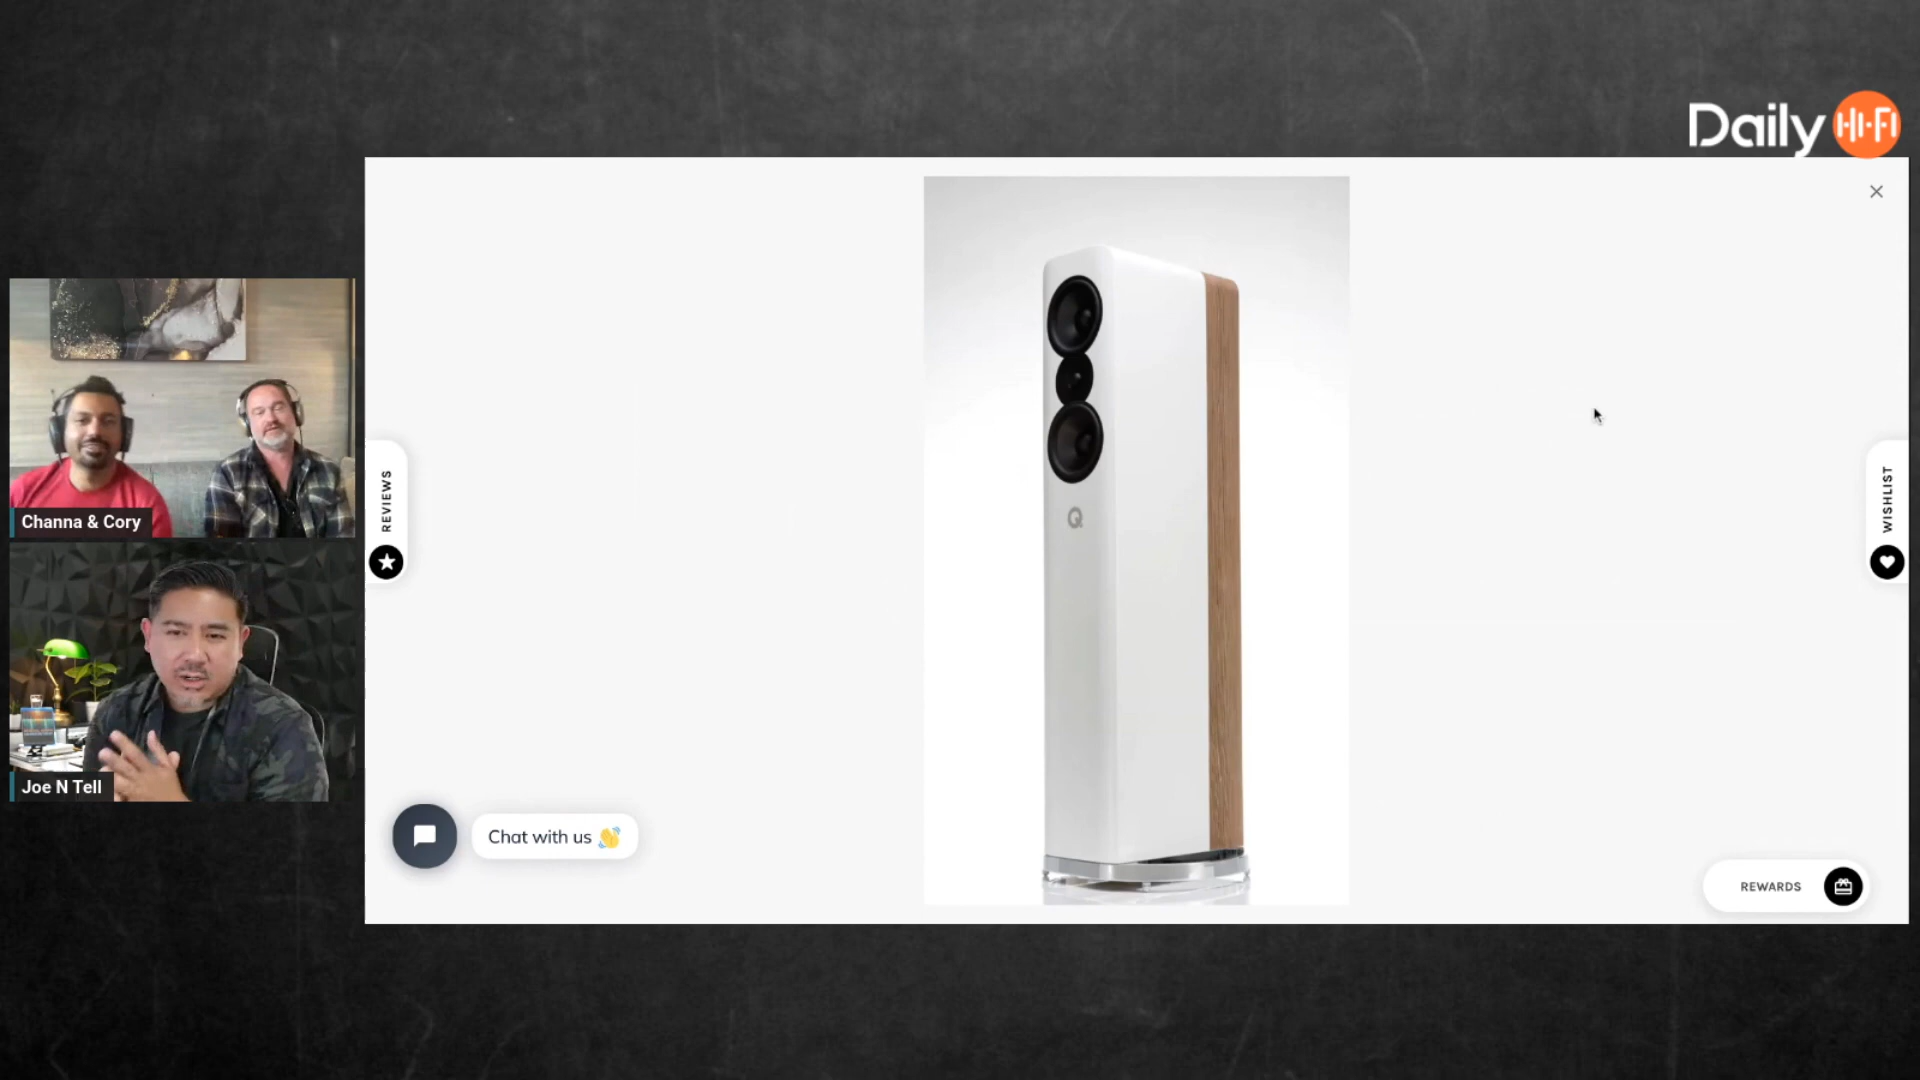 Daily HI-FI
REVIEWS
WISHLIST
Channa & Cory
Q
Joe N Tell
Chat with us 👋
REWARDS